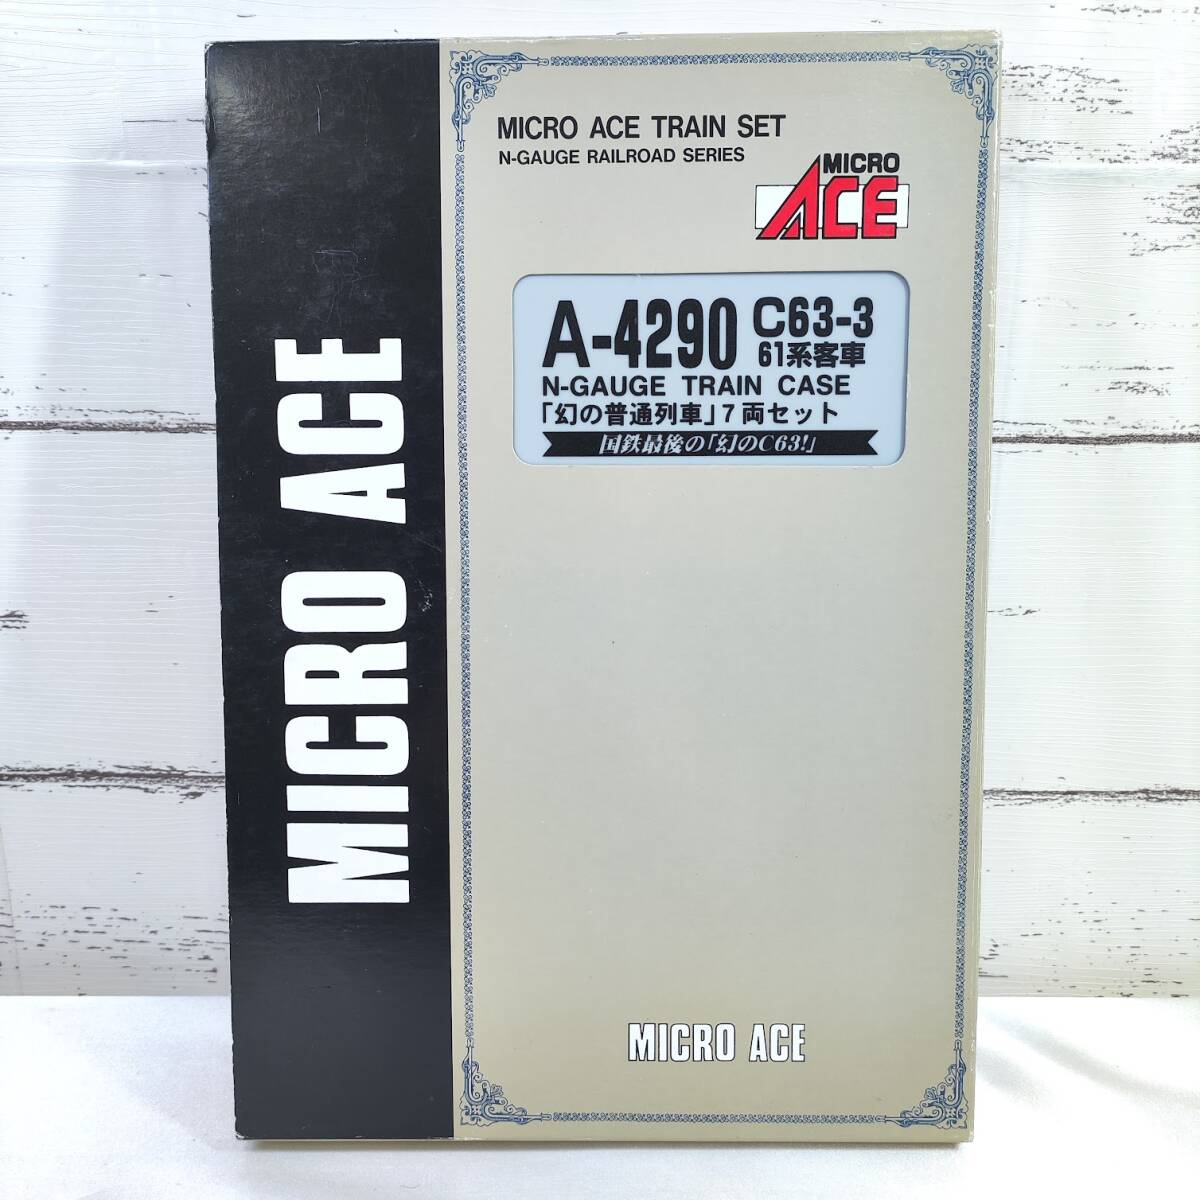 MICRO ACE
MICRO ACE TRAIN SET
N-GAUGE RAILROAD SERIES
MICRO
ACE
A-4290 C63-3
61系客車
N-GAUGE TRAIN CASE
「幻の普通列車」7両セット
国鉄最後の「幻のC63!」
MICRO ACE